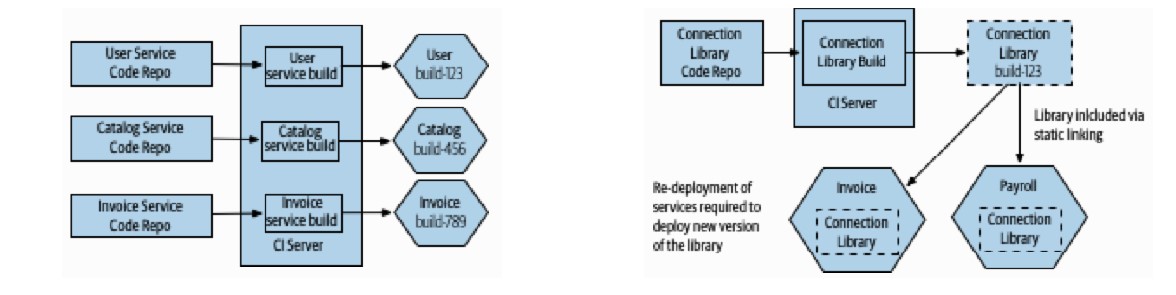 User Service
Code Repo
User
service build
User
build-123
Catalog Service
Code Repo
Catalog
service build
Catalog
build-456
Invoice Service
Code Repo
Invoice
service build
Invoice
build-789
CI Server
Connection
Library
Code Repo
Connection
Library Build
CI Server
Connection
Library
build-123
Library inlcluded via
static linking
Re-deployment of
services required to
deploy new version
of the library
Invoice
Connection
Library
Payroll
Connection
Library